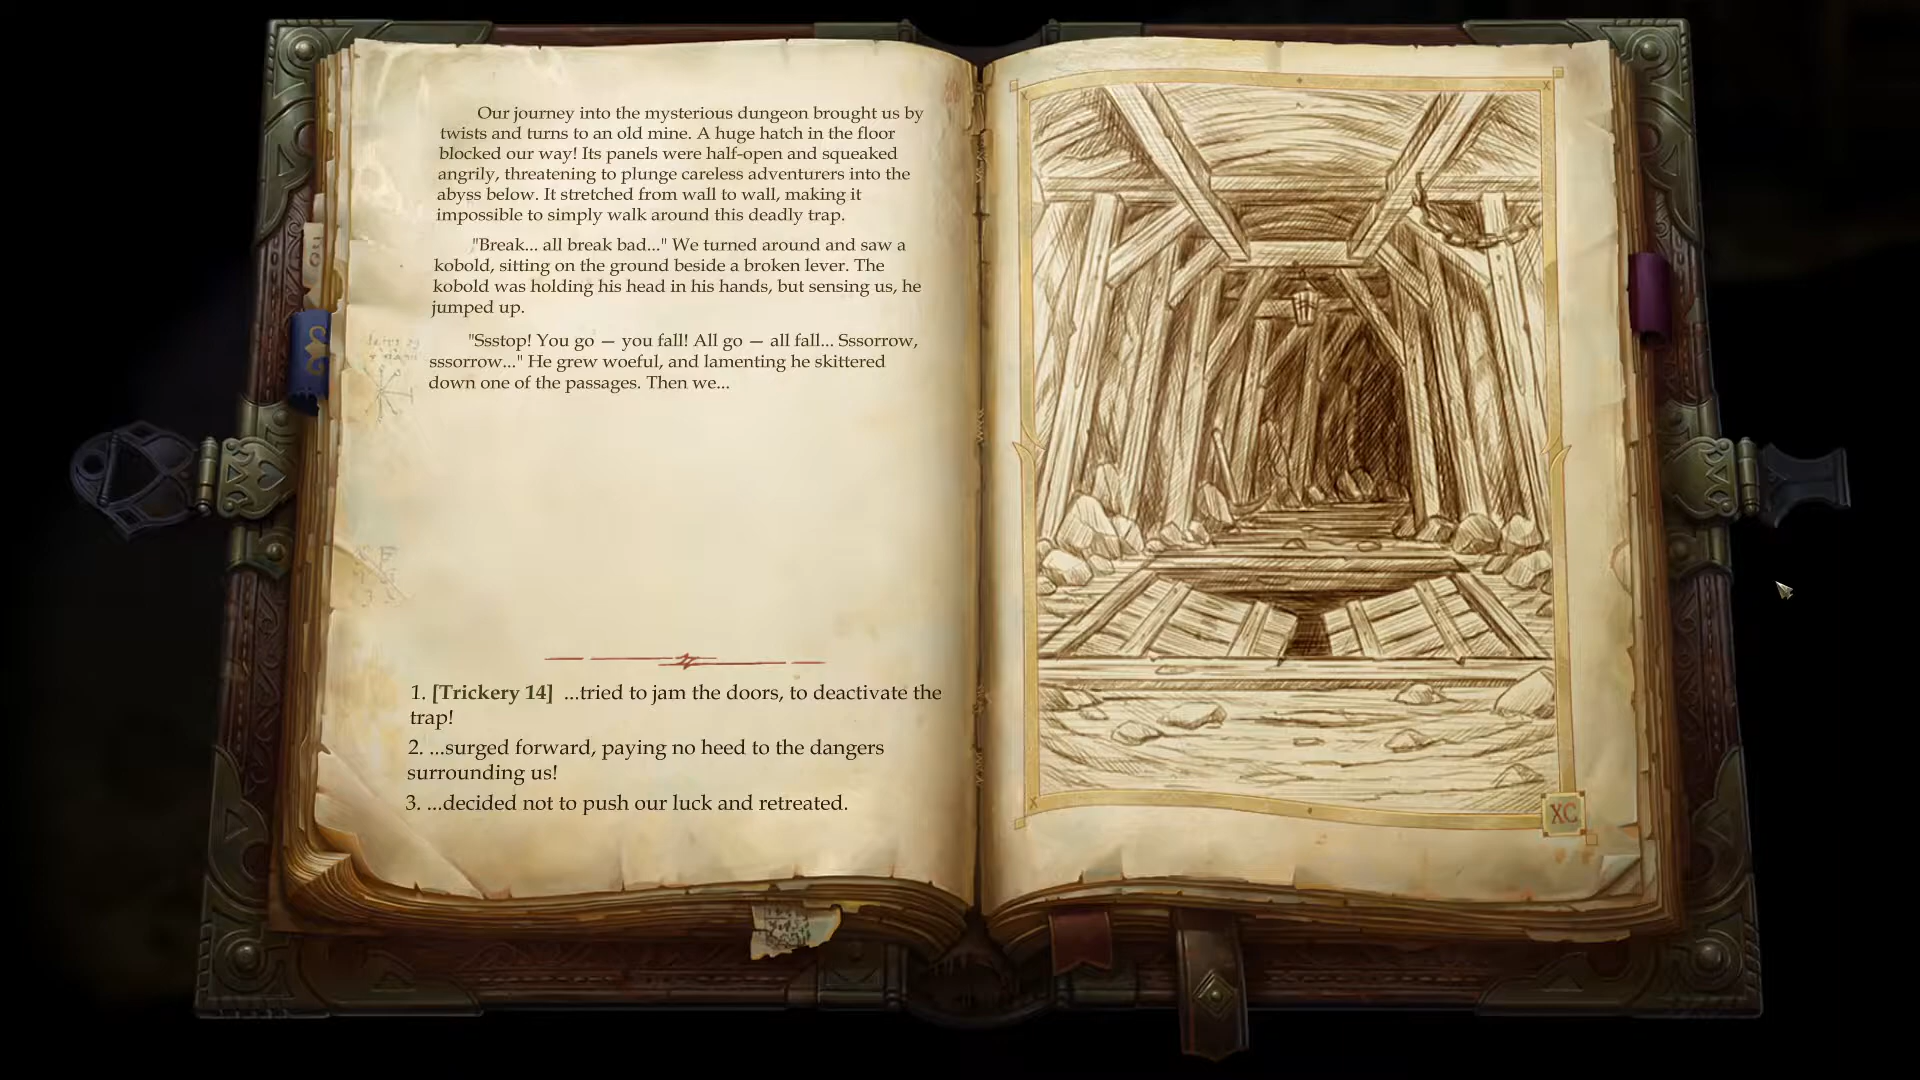 Our journey into the mysterious dungeon brought us by
twists and turns to an old mine. A huge hatch in the floor
blocked our way! Its panels were half-open and squeaked
angrily, threatening to plunge careless adventurers into the
abyss below. It stretched from wall to wall, making it
impossible to simply walk around this deadly trap.
"Break... all break bad..." We turned around and saw a
kobold, sitting on the ground beside a broken lever. The
kobold was holding his head in his hands, but sensing us, he
jumped up.
"Ssstop! You go — you fall! All go — all fall... Sssorrow,
sssorrow..." He grew woeful, and lamenting he skittered
down one of the passages. Then we...
1. [Trickery 14] ...tried to jam the doors, to deactivate the
trap!
2. ...surged forward, paying no heed to the dangers
surrounding us!
3. ...decided not to push our luck and retreated.
XC